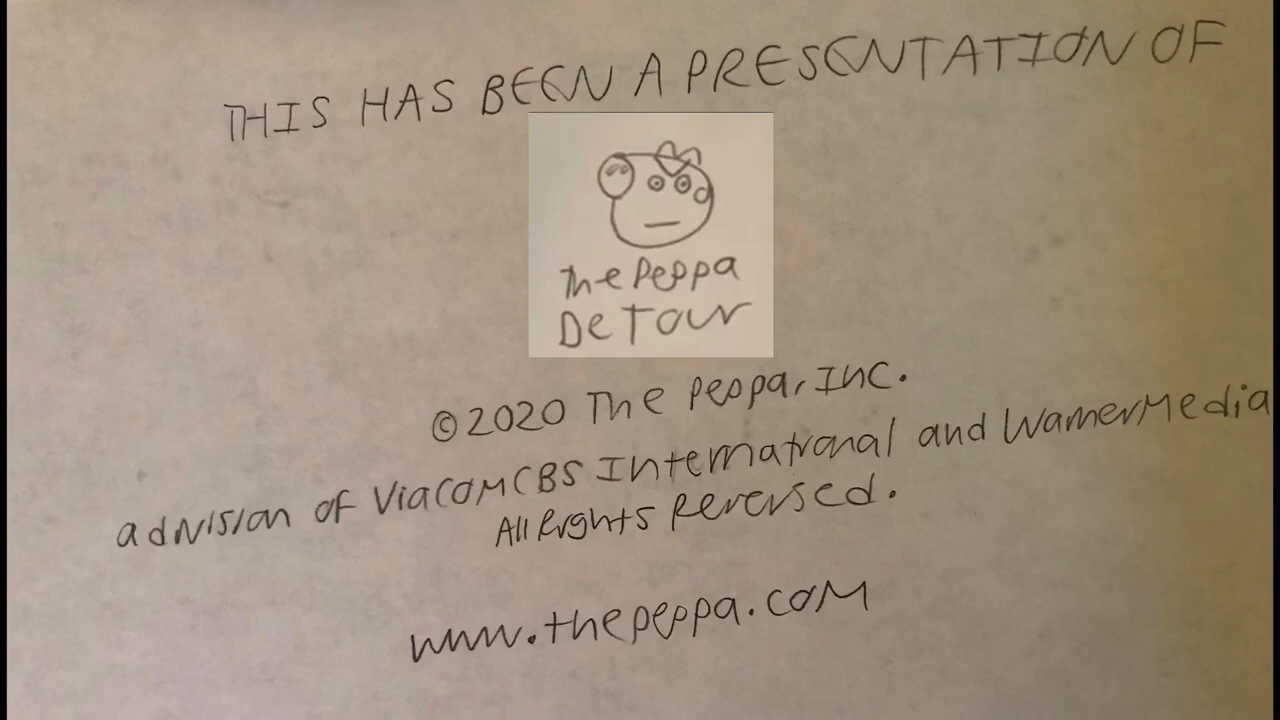 THIS HAS BEEN A PRESENTATION OF
The Peppa
DeTour
©2020 The Peppa, Inc.
a division of ViacomCBS International and WarnerMedia
All Rights Reversed.
www.thepeppa.com